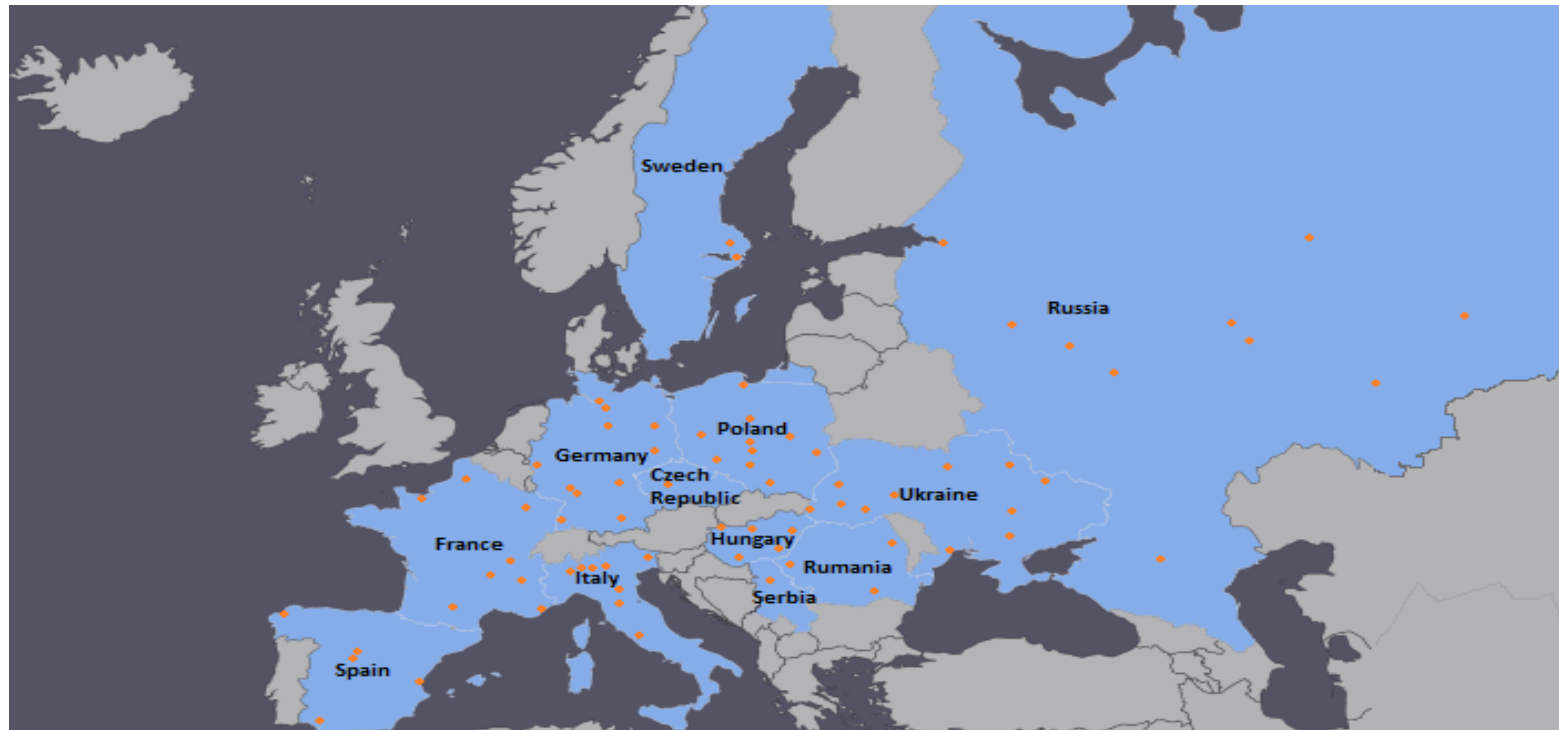 Sweden
Russia
Poland
Germany
Czech
Republic
Ukraine
France
Hungary
Rumania
Italy
Serbia
Spain